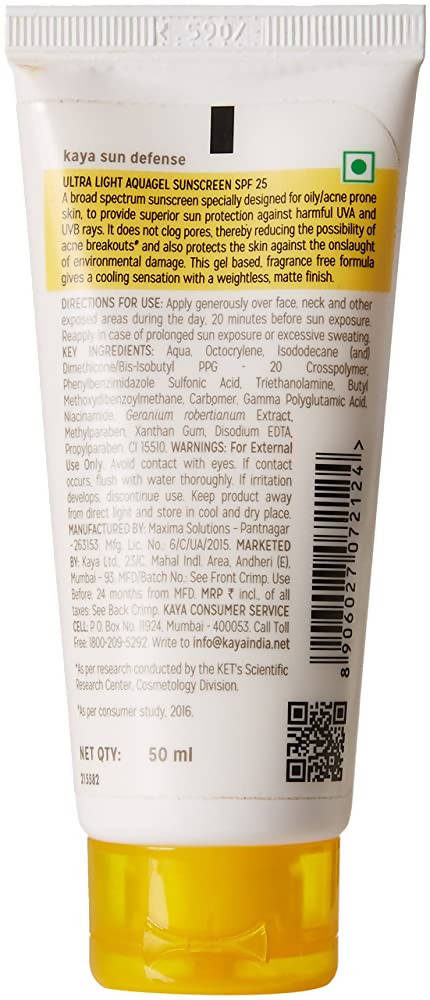 kaya sun defense
ULTRA LIGHT AQUAGEL SUNSCREEN SPF 25
A broad spectrum sunscreen specially designed for oily/acne prone
skin, to provide superior sun protection against harmful UVA and
UVB rays. It does not clog pores, thereby reducing the possibility of
acne breakouts# and also protects the skin against the onslaught
of environmental damage. This gel based, fragrance free formula
gives a cooling sensation with a weightless, matte finish.
DIRECTIONS FOR USE: Apply generously over face, neck and other
exposed areas during the day, 20 minutes before sun exposure.
Reapply in case of prolonged sun exposure or excessive sweating.
KEY INGREDIENTS: Aqua, Octocrylene, Isododecane (and)
Dimethicone/Bis-Isobutyl PPG - 20 Crosspolymer,
Phenylbenzimidazole Sulfonic Acid, Triethanolamine, Butyl
Methoxydibenzoylmethane, Carbomer, Gamma Polyglutamic Acid,
Niacinamide, Geranium robertianum Extract,
Methylparaben, Xanthan Gum, Disodium EDTA,
Propylparaben, CI 15510. WARNINGS: For External
Use Only. Avoid contact with eyes. If contact
occurs, flush with water thoroughly. If irritation
develops, discontinue use. Keep product away
from direct light and store in cool and dry place.
MANUFACTURED BY: Maxima Solutions - Pantnagar
-263153. Mfg. Lic. No.: 6/C/UA/2015. MARKETED
BY: Kaya Ltd., 23/C, Mahal Indl. Area, Andheri (E),
Mumbai - 93. MFD/Batch No.: See Front Crimp. Use
Before: 24 months from MFD. MRP ₹ incl., of all
taxes: See Back Crimp. KAYA CONSUMER SERVICE
CELL: P.O. Box No. 11924, Mumbai - 400053. Call Toll
Free: 1800-209-5292. Write to info@kayaindia.net
*As per research conducted by the KET's Scientific
Research Center, Cosmetology Division.
#As per consumer study, 2016.
NET QTY: 50 ml
215582
8 906027 072124 >